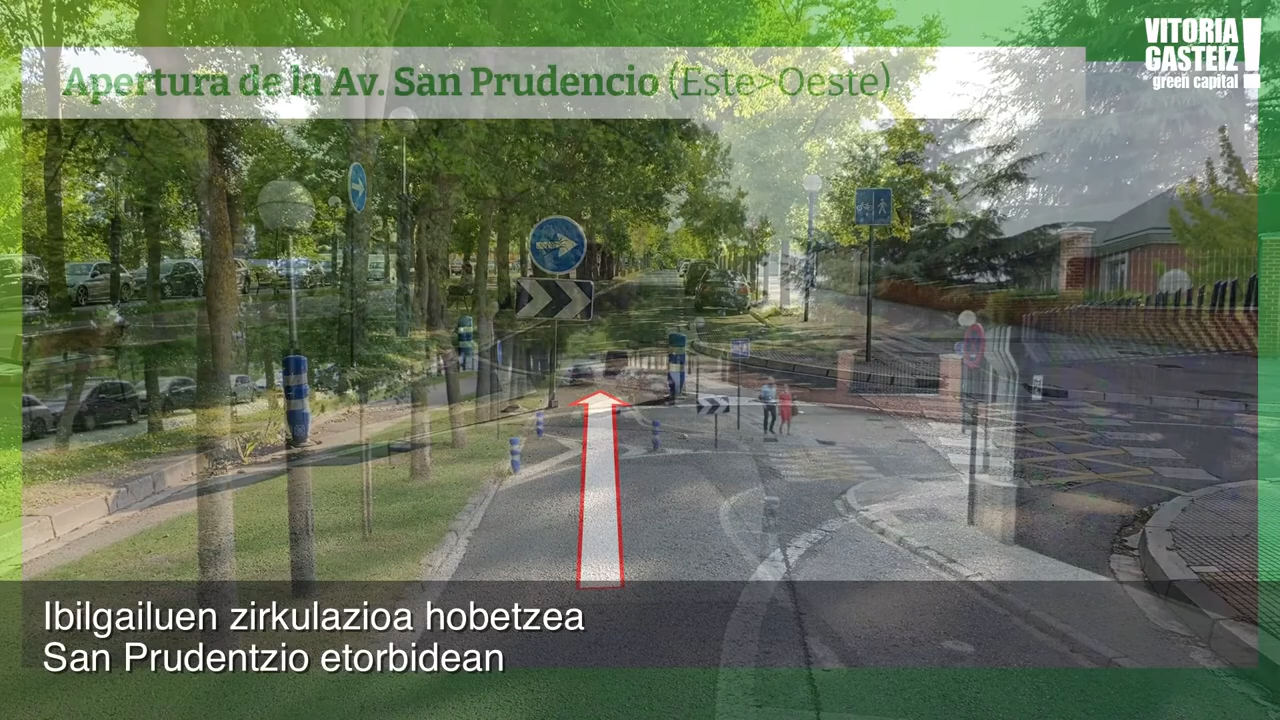 VITORIA
GASTEIZ
green capital
Apertura de la Av. San Prudencio (Este>Oeste)
Ibilgailuen zirkulazioa hobetzea
San Prudentzio etorbidean